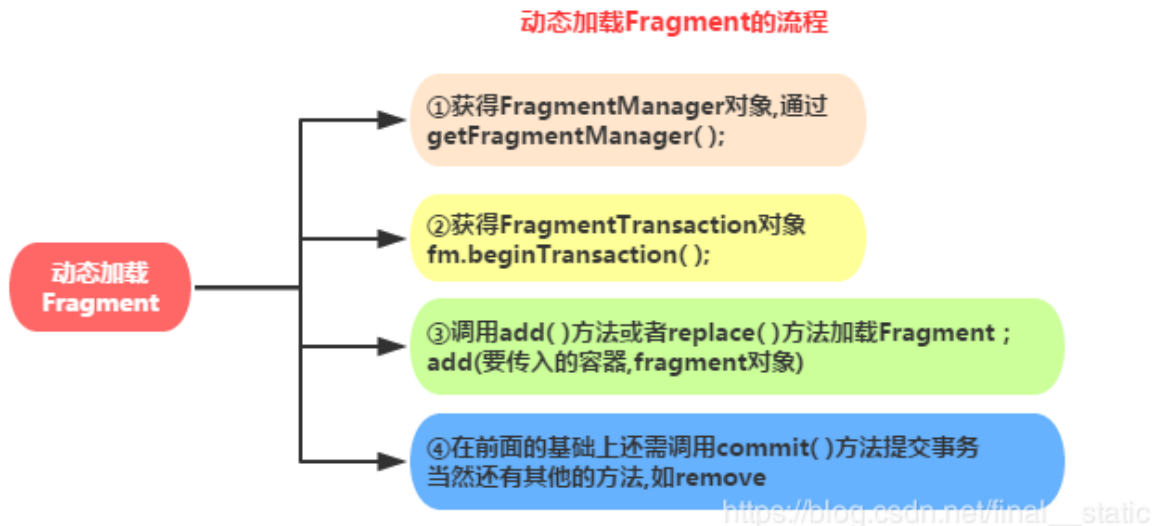 动态加载Fragment的流程
①获得FragmentManager对象,通过
getFragmentManager( );
②获得FragmentTransaction对象
fm.beginTransaction( );
动态加载
Fragment
③调用add( )方法或者replace( )方法加载Fragment；
add(要传入的容器,fragment对象)
④在前面的基础上还需调用commit( )方法提交事务
当然还有其他的方法,如remove
https://blog.csdn.net/final__static